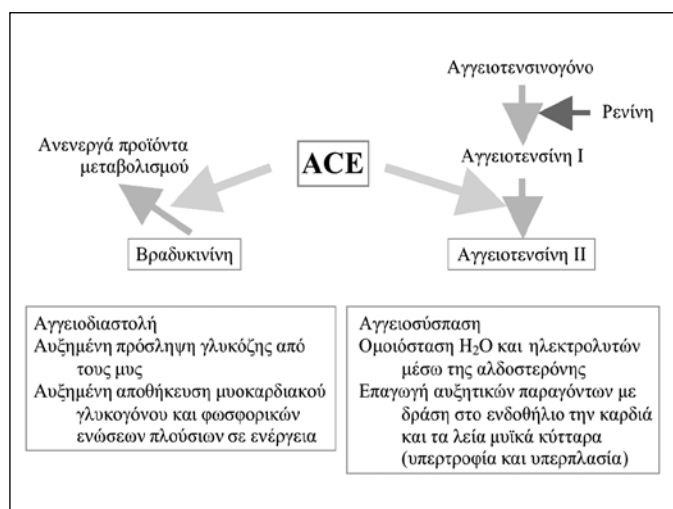 Αγγειοτενσινογόνο
Ρενίνη
Ανενεργά προϊόντα
μεταβολισμού
ACE
Αγγειοτενσίνη I
Βραδυκινίνη
Αγγειοτενσίνη II
Αγγειοδιαστολή
Αυξημένη πρόσληψη γλυκόζης από
τους μυς
Αυξημένη αποθήκευση μυοκαρδιακού
γλυκογόνου και φωσφορικών
ενώσεων πλούσιων σε ενέργεια
Αγγειοσύσπαση
Ομοιόσταση H₂O και ηλεκτρολυτών
μέσω της αλδοστερόνης
Επαγωγή αυξητικών παραγόντων με
δράση στο ενδοθήλιο την καρδιά
και τα λεία μυϊκά κύτταρα
(υπερτροφία και υπερπλασία)